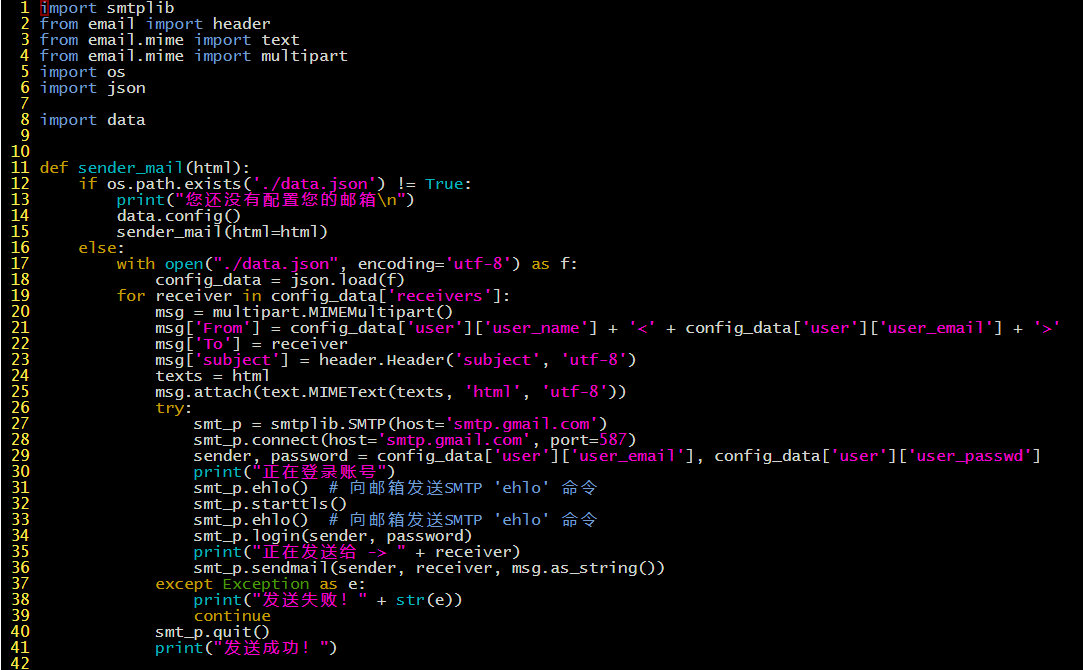 1 import smtplib
2 from email import header
3 from email.mime import text
4 from email.mime import multipart
5 import os
6 import json
7
8 import data
9
10
11 def sender_mail(html):
12     if os.path.exists('./data.json') != True:
13         print("您还没有配置您的邮箱\n")
14         data.config()
15         sender_mail(html=html)
16     else:
17         with open("./data.json", encoding='utf-8') as f:
18             config_data = json.load(f)
19         for receiver in config_data['receivers']:
20             msg = multipart.MIMEMultipart()
21             msg['From'] = config_data['user']['user_name'] + '<' + config_data['user']['user_email'] + '>'
22             msg['To'] = receiver
23             msg['subject'] = header.Header('subject', 'utf-8')
24             texts = html
25             msg.attach(text.MIMEText(texts, 'html', 'utf-8'))
26             try:
27                 smt_p = smtplib.SMTP(host='smtp.gmail.com')
28                 smt_p.connect(host='smtp.gmail.com', port=587)
29                 sender, password = config_data['user']['user_email'], config_data['user']['user_passwd']
30                 print("正在登录账号")
31                 smt_p.ehlo()  # 向邮箱发送SMTP 'ehlo' 命令
32                 smt_p.starttls()
33                 smt_p.ehlo()  # 向邮箱发送SMTP 'ehlo' 命令
34                 smt_p.login(sender, password)
35                 print("正在发送给 -> " + receiver)
36                 smt_p.sendmail(sender, receiver, msg.as_string())
37             except Exception as e:
38                 print("发送失败！" + str(e))
39                 continue
40             smt_p.quit()
41             print("发送成功！")
42